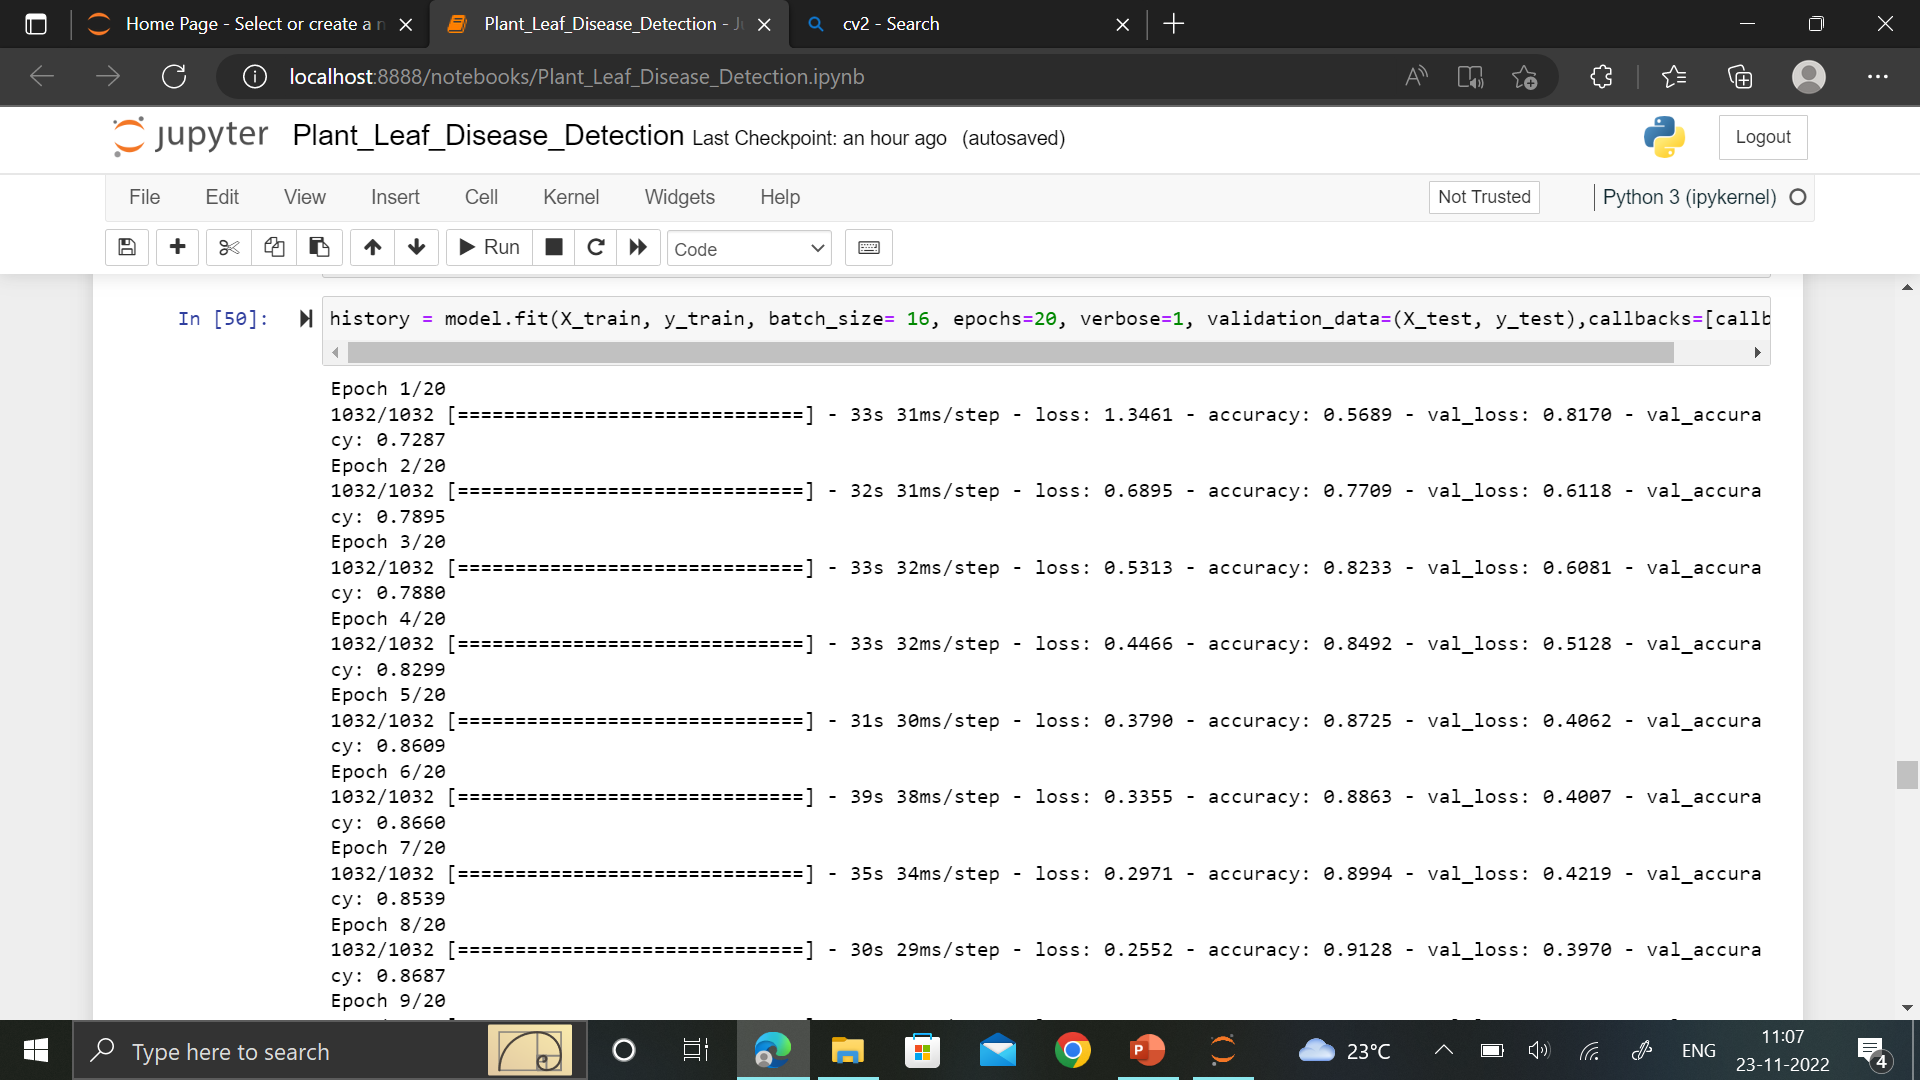 Home Page - Select or create a n
Plant_Leaf_Disease_Detection - Ju
cv2 - Search
localhost:8888/notebooks/Plant_Leaf_Disease_Detection.ipynb
jupyter Plant_Leaf_Disease_Detection Last Checkpoint: an hour ago (autosaved)
Logout
File Edit View Insert Cell Kernel Widgets Help
Not Trusted
Python 3 (ipykernel)
Run
Code
In [50]:
history = model.fit(X_train, y_train, batch_size= 16, epochs=20, verbose=1, validation_data=(X_test, y_test),callbacks=[callb
Epoch 1/20
1032/1032 [==============================] - 33s 31ms/step - loss: 1.3461 - accuracy: 0.5689 - val_loss: 0.8170 - val_accura
cy: 0.7287
Epoch 2/20
1032/1032 [==============================] - 32s 31ms/step - loss: 0.6895 - accuracy: 0.7709 - val_loss: 0.6118 - val_accura
cy: 0.7895
Epoch 3/20
1032/1032 [==============================] - 33s 32ms/step - loss: 0.5313 - accuracy: 0.8233 - val_loss: 0.6081 - val_accura
cy: 0.7880
Epoch 4/20
1032/1032 [==============================] - 33s 32ms/step - loss: 0.4466 - accuracy: 0.8492 - val_loss: 0.5128 - val_accura
cy: 0.8299
Epoch 5/20
1032/1032 [==============================] - 31s 30ms/step - loss: 0.3790 - accuracy: 0.8725 - val_loss: 0.4062 - val_accura
cy: 0.8609
Epoch 6/20
1032/1032 [==============================] - 39s 38ms/step - loss: 0.3355 - accuracy: 0.8863 - val_loss: 0.4007 - val_accura
cy: 0.8660
Epoch 7/20
1032/1032 [==============================] - 35s 34ms/step - loss: 0.2971 - accuracy: 0.8994 - val_loss: 0.4219 - val_accura
cy: 0.8539
Epoch 8/20
1032/1032 [==============================] - 30s 29ms/step - loss: 0.2552 - accuracy: 0.9128 - val_loss: 0.3970 - val_accura
cy: 0.8687
Epoch 9/20
Type here to search
23°C
ENG
11:07
23-11-2022
4